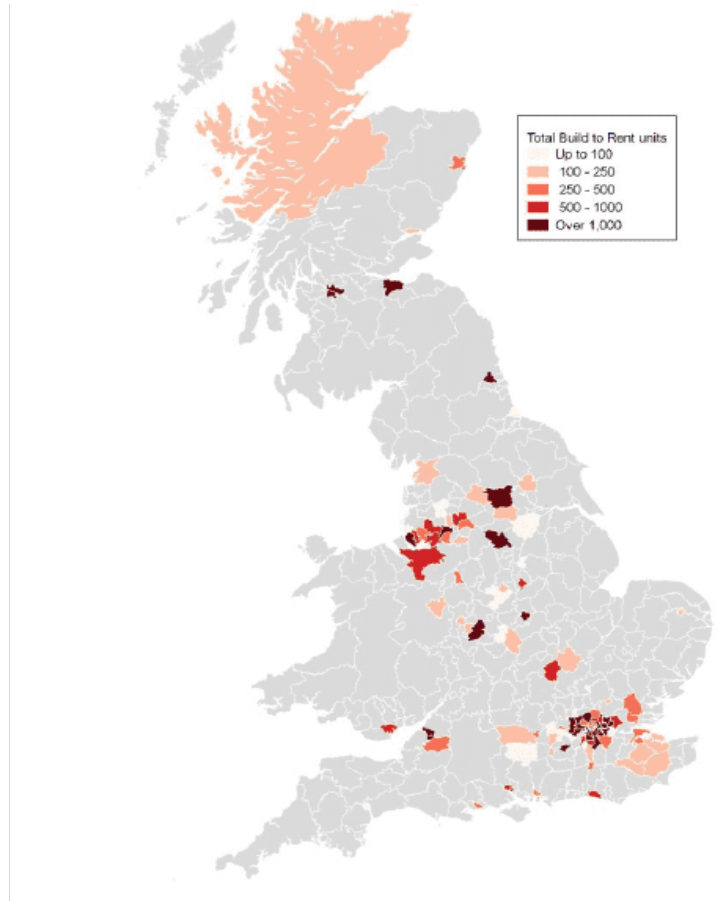 Total Build to Rent units
Up to 100
100 - 250
250 - 500
500 - 1000
Over 1,000